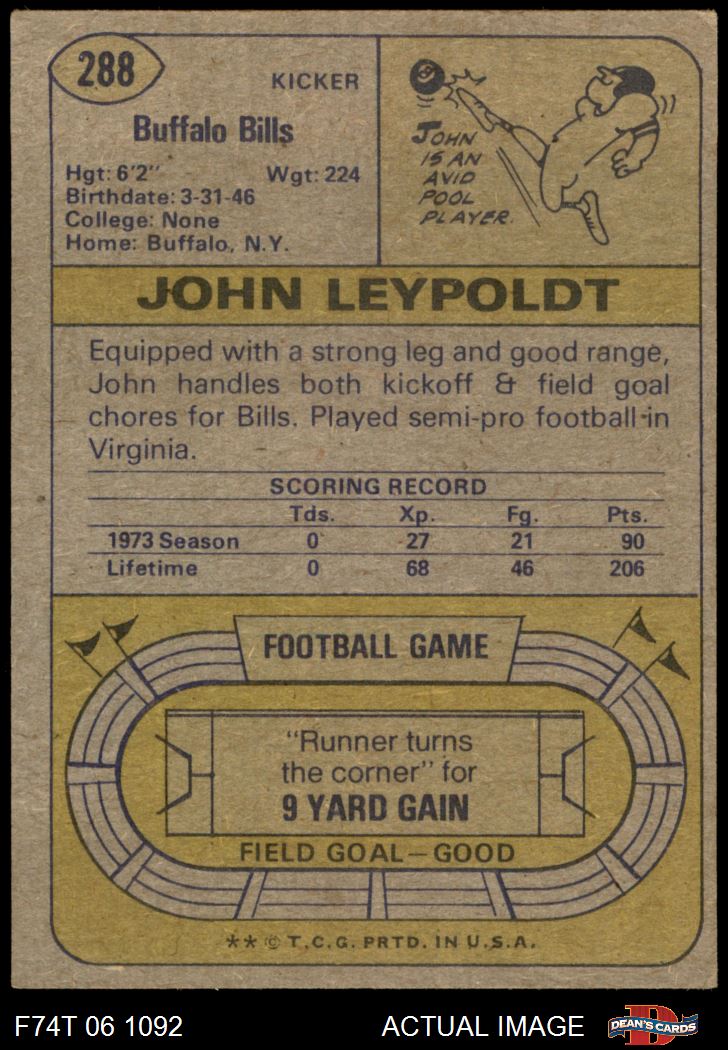 288
KICKER
Buffalo Bills
Hgt: 6'2" Wgt: 224
Birthdate: 3-31-46
College: None
Home: Buffalo, N.Y.
8
JOHN
IS AN
AVID
POOL
PLAYER.
JOHN LEYPOLDT
Equipped with a strong leg and good range,
John handles both kickoff & field goal
chores for Bills. Played semi-pro football in
Virginia.
SCORING RECORD
Tds. Xp. Fg. Pts.
1973 Season 0 27 21 90
Lifetime 0 68 46 206
FOOTBALL GAME
"Runner turns
the corner" for
9 YARD GAIN
FIELD GOAL—GOOD
** © T.C.G. PRTD. IN U.S.A.
F74T 06 1092 ACTUAL IMAGE
D
DEAN'S CARDS